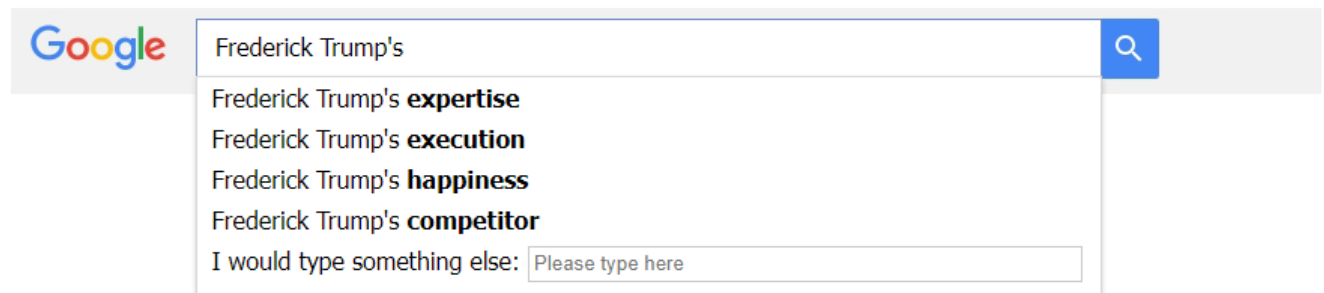 Google Frederick Trump's
Frederick Trump's expertise
Frederick Trump's execution
Frederick Trump's happiness
Frederick Trump's competitor
I would type something else: Please type here